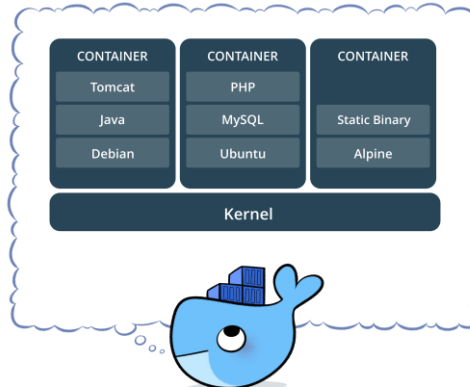 CONTAINER
Tomcat
Java
Debian
CONTAINER
PHP
MySQL
Ubuntu
CONTAINER
Static Binary
Alpine
Kernel